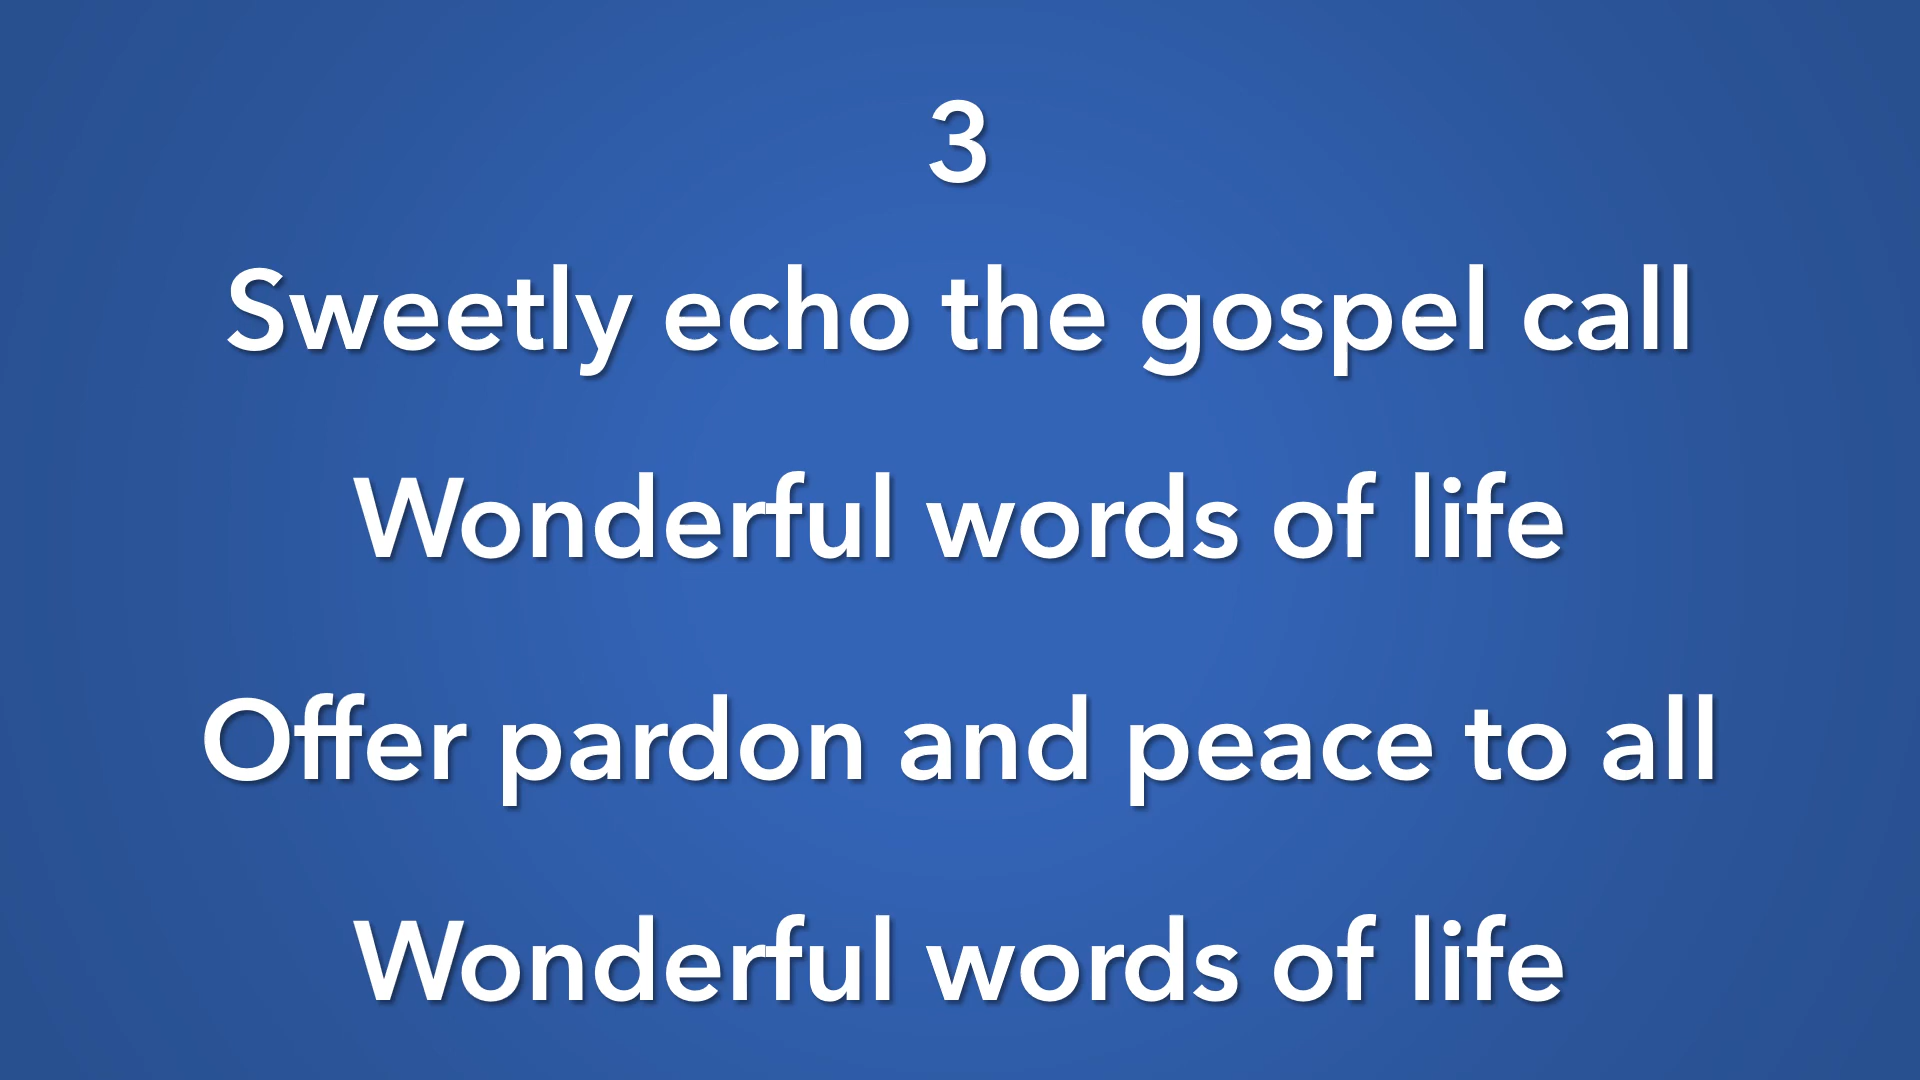 3
Sweetly echo the gospel call
Wonderful words of life
Offer pardon and peace to all
Wonderful words of life